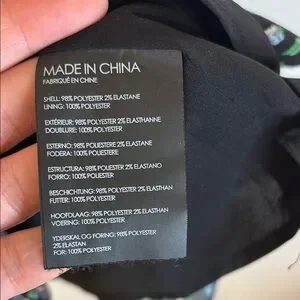 MADE IN CHINA
FABRIQUÉ EN CHINE
SHELL: 98% POLYESTER 2% ELASTANE
LINING: 100% POLYESTER
EXTÉRIEUR: 98% POLYESTER 2% ELASTHANNE
DOUBLURE: 100% POLYESTER
ESTERNO: 98% POLIESTERE 2% ELASTAN
FODERA: 100% POLIESTERE
ESTRUCTURA: 98% POLIESTER 2% ELASTANO
FORRO: 100% POLIESTER
BESCHICHTUNG: 98% POLYESTER 2% ELASTHAN
FUTTER: 100% POLYESTER
HOOFDLAAG: 98% POLYESTER 2% ELASTHAN
VOERING: 100% POLYESTER
YDERSKAL OG FORING: 98% POLYESTER
2% ELASTAN
FOR: 100% POLYESTER